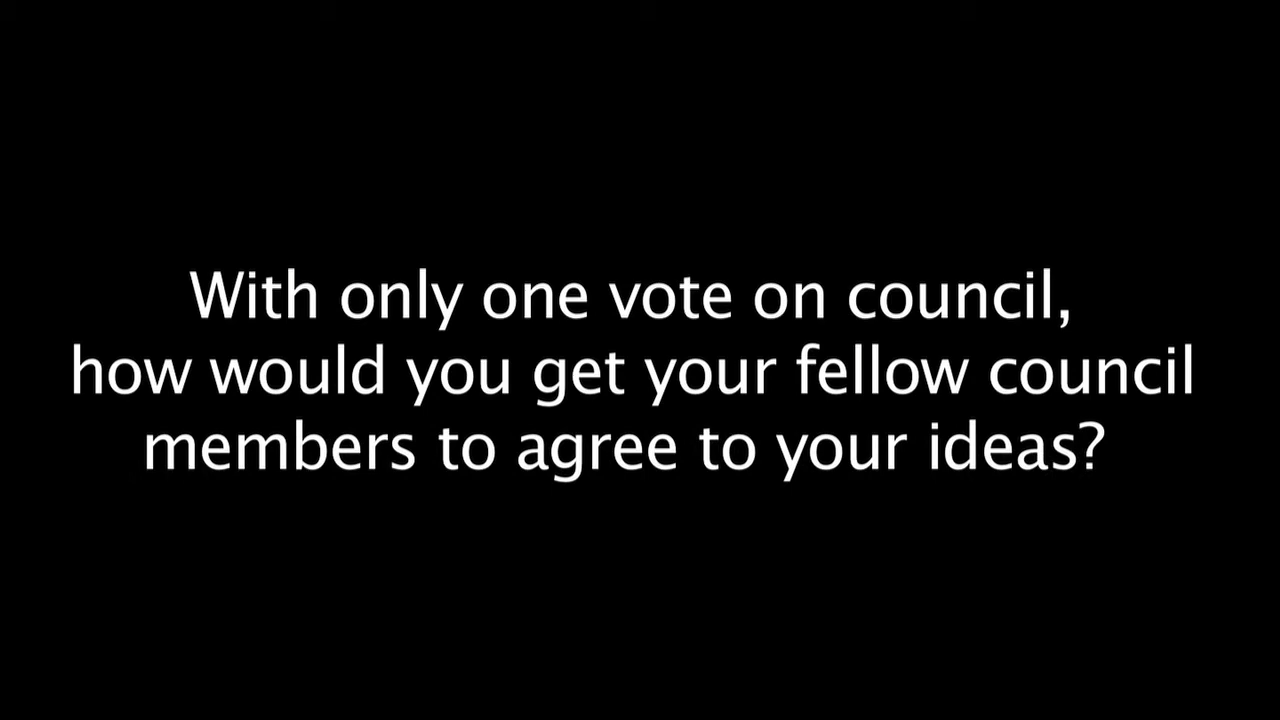 With only one vote on council,
how would you get your fellow council
members to agree to your ideas?